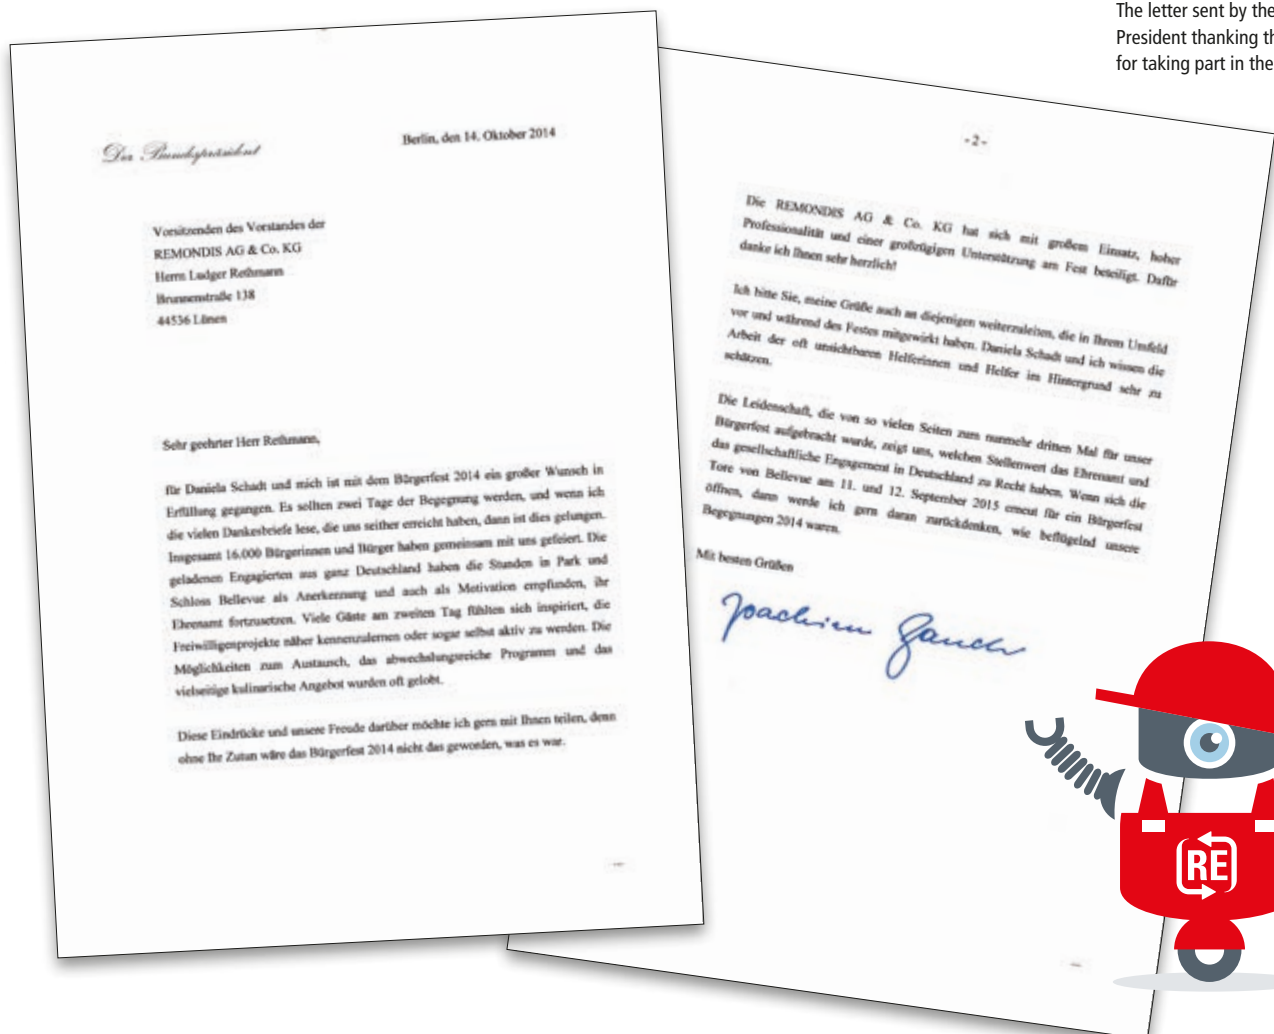 The letter sent by the
President thanking th
for taking part in the
Der Bundespräsident
Berlin, den 14. Oktober 2014
Vorsitzenden des Vorstandes der
REMONDIS AG & Co. KG
Herrn Ludger Rethmann
Brunnenstraße 138
44536 Lünen
Sehr geehrter Herr Rethmann,
für Daniela Schadt und mich ist mit dem Bürgerfest 2014 ein großer Wunsch in
Erfüllung gegangen. Es sollten zwei Tage der Begegnung werden, und wenn ich
die vielen Dankesbriefe lese, die uns seither erreicht haben, dann ist dies gelungen.
Insgesamt 16.000 Bürgerinnen und Bürger haben gemeinsam mit uns gefeiert. Die
geladenen Engagierten aus ganz Deutschland haben die Stunden in Park und
Schloss Bellevue als Anerkennung und auch als Motivation empfunden, ihr
Ehrenamt fortzusetzen. Viele Gäste am zweiten Tag fühlten sich inspiriert, die
Freiwilligenprojekte näher kennenzulernen oder sogar selbst aktiv zu werden. Die
Möglichkeiten zum Austausch, das abwechslungsreiche Programm und das
vielseitige kulinarische Angebot wurden oft gelobt.
Diese Eindrücke und unsere Freude darüber möchte ich gern mit Ihnen teilen, denn
ohne Ihr Zutun wäre das Bürgerfest 2014 nicht das geworden, was es war.
- 2 -
Die REMONDIS AG & Co. KG hat sich mit großem Einsatz, hoher
Professionalität und einer großzügigen Unterstützung am Fest beteiligt. Dafür
danke ich Ihnen sehr herzlich!
Ich bitte Sie, meine Grüße auch an diejenigen weiterzuleiten, die in Ihrem Umfeld
vor und während des Festes mitgewirkt haben. Daniela Schadt und ich wissen die
Arbeit der oft unsichtbaren Helferinnen und Helfer im Hintergrund sehr zu
schätzen.
Die Leidenschaft, die von so vielen Seiten zum nunmehr dritten Mal für unser
Bürgerfest aufgebracht wurde, zeigt uns, welchen Stellenwert das Ehrenamt und
das gesellschaftliche Engagement in Deutschland zu Recht haben. Wenn sich die
Tore von Bellevue am 11. und 12. September 2015 erneut für ein Bürgerfest
öffnen, dann werde ich gern daran zurückdenken, wie beflügelnd unsere
Begegnungen 2014 waren.
Mit besten Grüßen
Joachim Gauck
RE